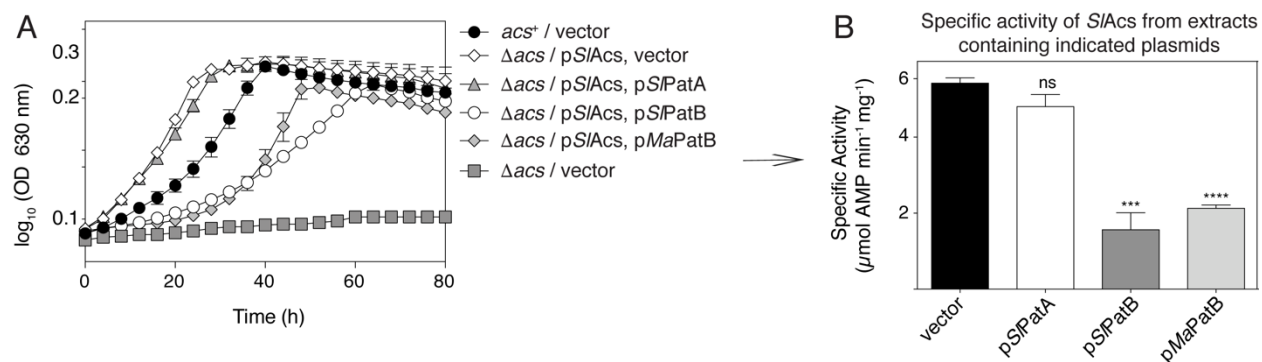 A
log10 (OD 630 nm)
0.3
0.2
0.1
0
20
40
60
80
Time (h)
acs+ / vector
Δacs / pSlAcs, vector
Δacs / pSlAcs, pSlPatA
Δacs / pSlAcs, pSlPatB
Δacs / pSlAcs, pMaPatB
Δacs / vector
B
Specific activity of SlAcs from extracts
containing indicated plasmids
Specific Activity
(µmol AMP min⁻¹ mg⁻¹)
6
4
2
ns
***
****
vector
pSlPatA
pSlPatB
pMaPatB